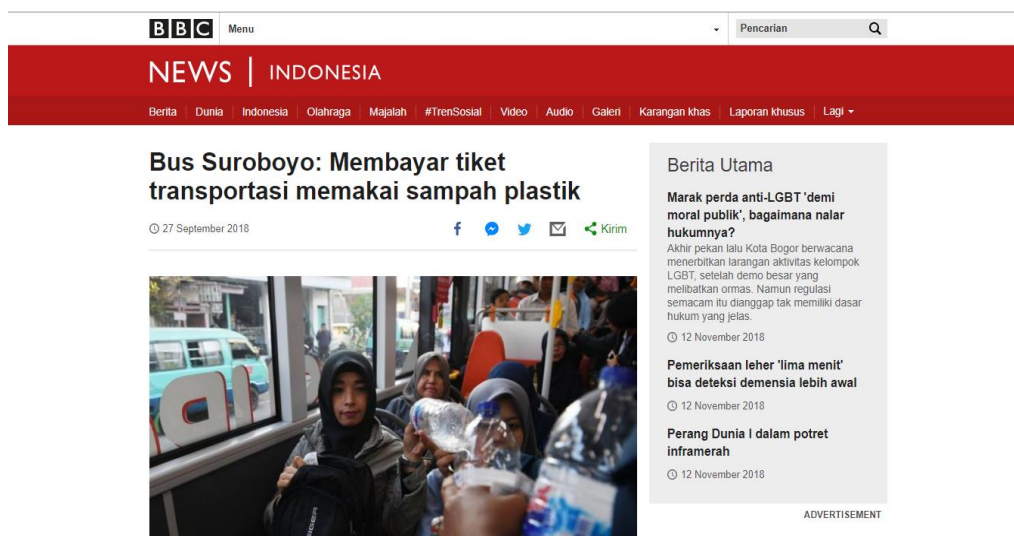 BBC Menu Pencarian
NEWS | INDONESIA
Berita Dunia Indonesia Olahraga Majalah #TrenSosial Video Audio Galeri Karangan khas Laporan khusus Lagi
Bus Suroboyo: Membayar tiket
transportasi memakai sampah plastik
27 September 2018
Kirim
Berita Utama
Marak perda anti-LGBT 'demi
moral publik', bagaimana nalar
hukumnya?
Akhir pekan lalu Kota Bogor berwacana
menerbitkan larangan aktivitas kelompok
LGBT, setelah demo besar yang
melibatkan ormas. Namun regulasi
semacam itu dianggap tak memiliki dasar
hukum yang jelas.
12 November 2018
Pemeriksaan leher 'lima menit'
bisa deteksi demensia lebih awal
12 November 2018
Perang Dunia I dalam potret
inframerah
12 November 2018
ADVERTISEMENT